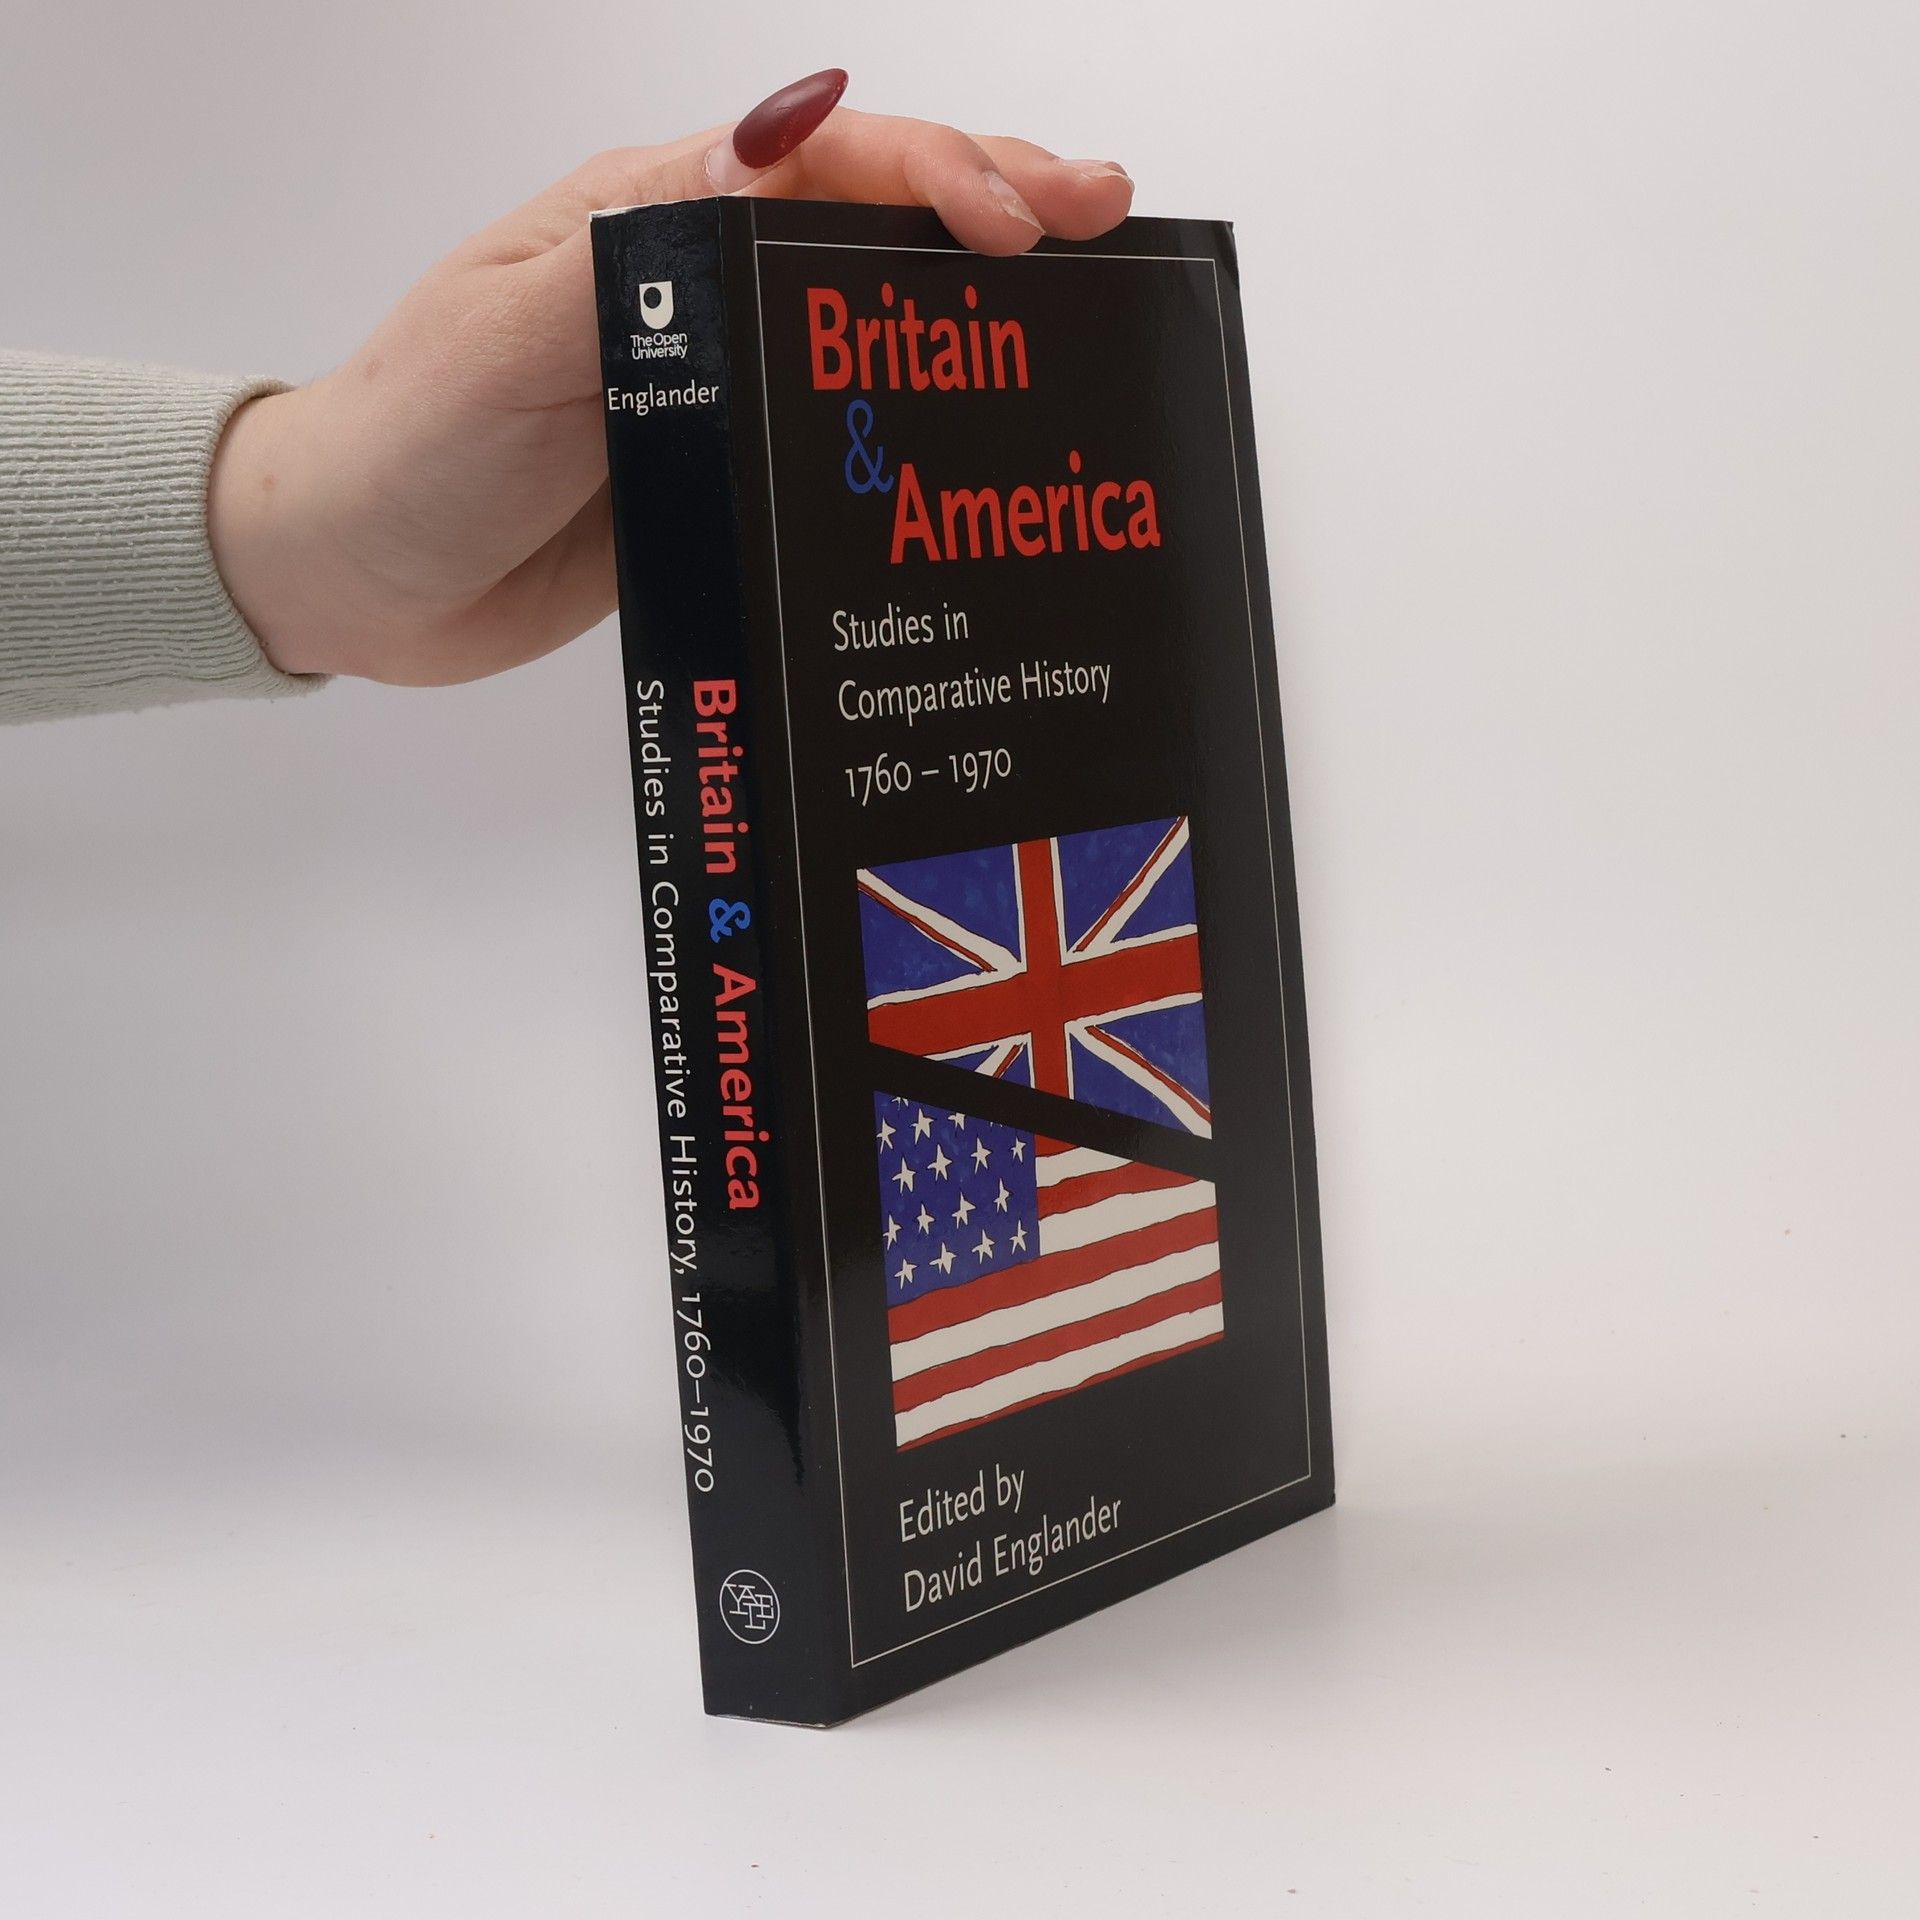 The Open
University
Englander
Britain & America
Studies in Comparative History, 1760–1970
YALE
Britain
&
America
Studies in
Comparative History
1760 – 1970
Edited by
David Englander